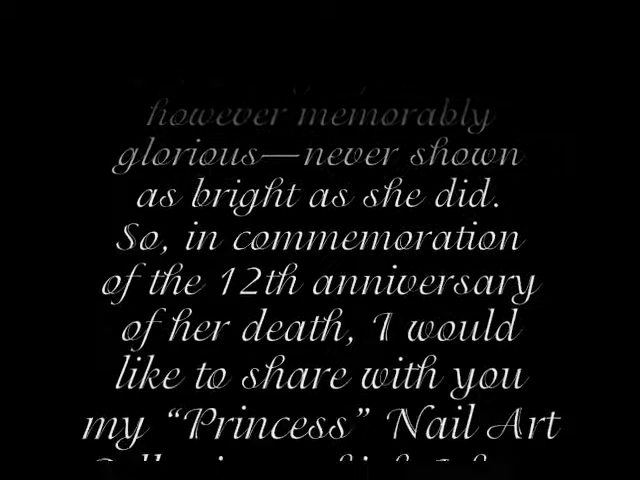 however memorably
glorious—never shown
as bright as she did.
So, in commemoration
of the 12th anniversary
of her death, I would
like to share with you
my “Princess” Nail Art